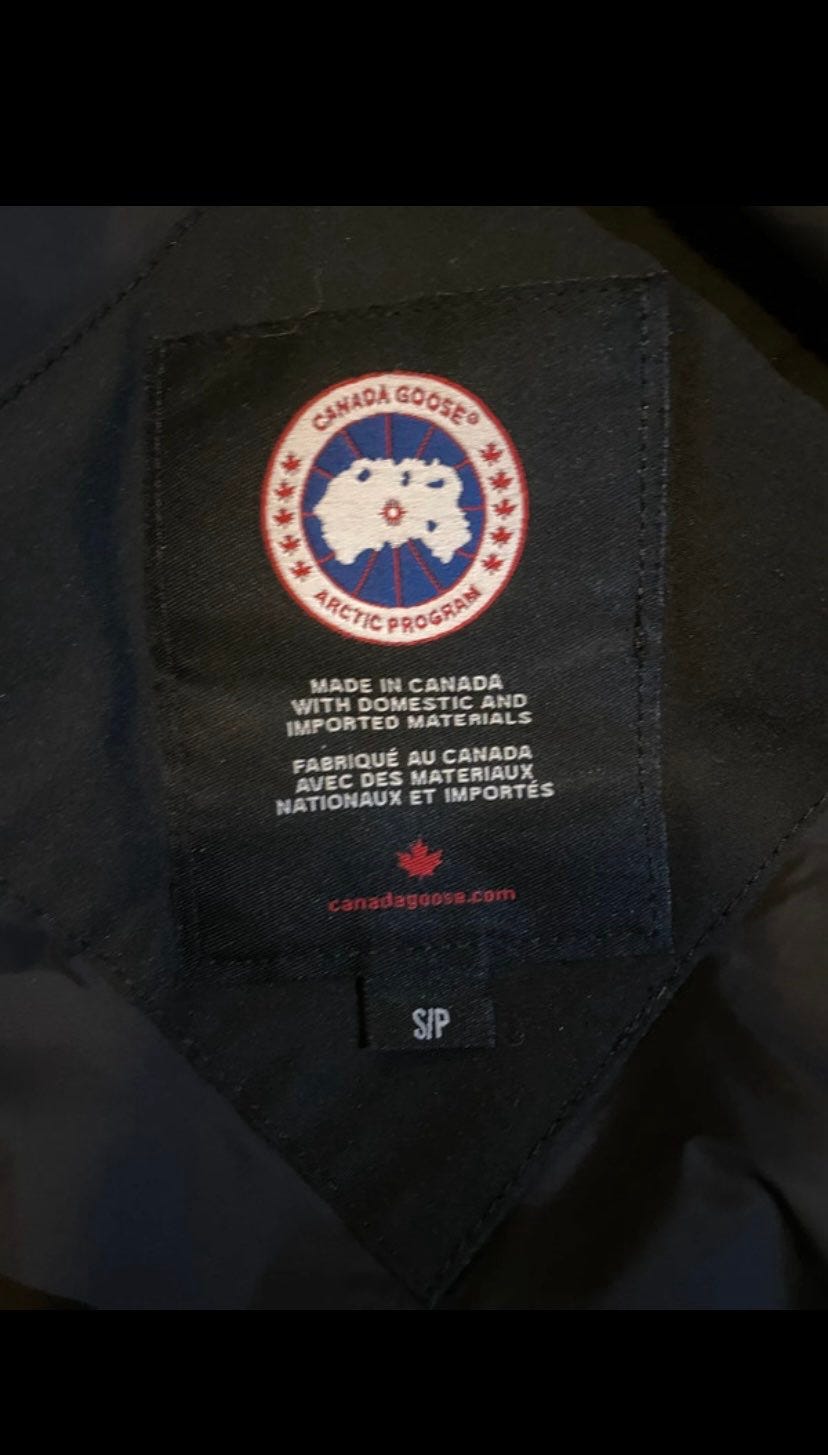 CANADA GOOSE®
ARCTIC PROGRAM
MADE IN CANADA
WITH DOMESTIC AND
IMPORTED MATERIALS
FABRIQUÉ AU CANADA
AVEC DES MATERIAUX
NATIONAUX ET IMPORTÉS
canadagoose.com
S/P